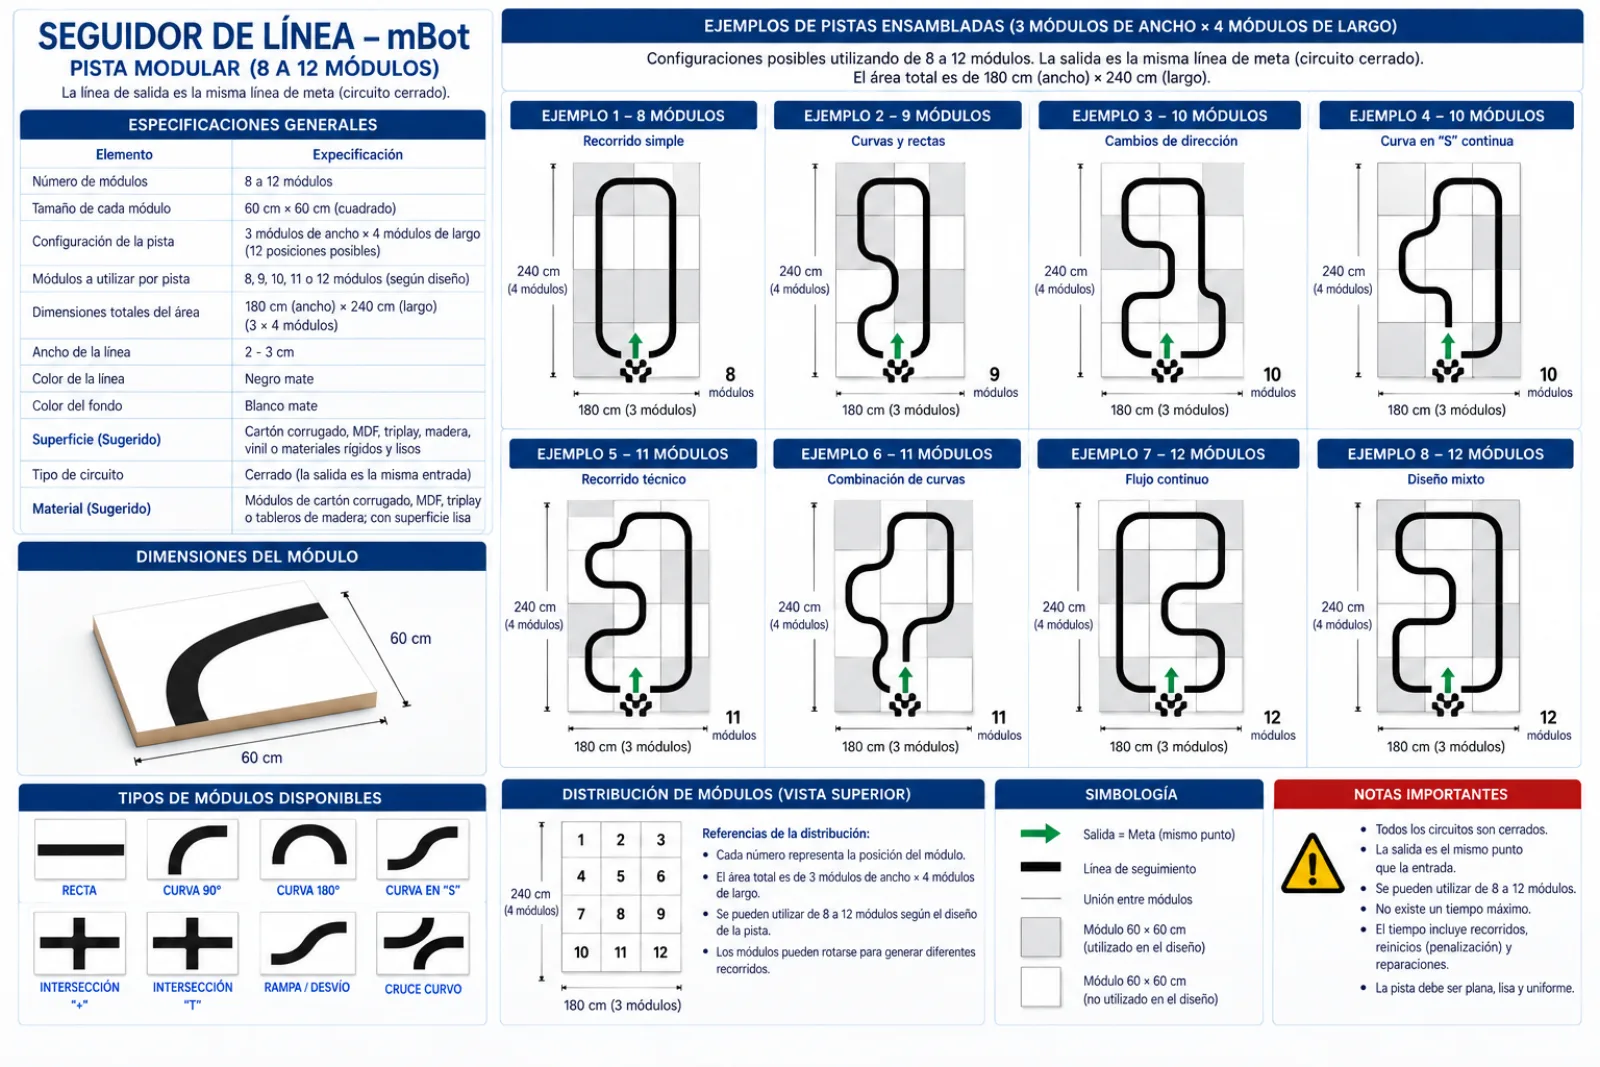 SEGUIDOR DE LÍNEA – mBot
PISTA MODULAR (8 A 12 MÓDULOS)
La línea de salida es la misma línea de meta (circuito cerrado).
ESPECIFICACIONES GENERALES
Elemento Expecificación
Número de módulos 8 a 12 módulos
Tamaño de cada módulo 60 cm × 60 cm (cuadrado)
Configuración de la pista 3 módulos de ancho × 4 módulos de largo
(12 posiciones posibles)
Módulos a utilizar por pista 8, 9, 10, 11 o 12 módulos (según diseño)
Dimensiones totales del área 180 cm (ancho) × 240 cm (largo)
(3 × 4 módulos)
Ancho de la línea 2 - 3 cm
Color de la línea Negro mate
Color del fondo Blanco mate
Superficie (Sugerido) Cartón corrugado, MDF, triplay, madera,
vinil o materiales rígidos y lisos
Tipo de circuito Cerrado (la salida es la misma entrada)
Material (Sugerido) Módulos de cartón corrugado, MDF, triplay
o tableros de madera; con superficie lisa
DIMENSIONES DEL MÓDULO
60 cm
60 cm
TIPOS DE MÓDULOS DISPONIBLES
RECTA CURVA 90° CURVA 180° CURVA EN "S"
INTERSECCIÓN INTERSECCIÓN RAMPA / DESVÍO CRUCE CURVO
"+" "T"
EJEMPLOS DE PISTAS ENSAMBLADAS (3 MÓDULOS DE ANCHO × 4 MÓDULOS DE LARGO)
Configuraciones posibles utilizando de 8 a 12 módulos. La salida es la misma línea de meta (circuito cerrado).
El área total es de 180 cm (ancho) × 240 cm (largo).
EJEMPLO 1 – 8 MÓDULOS
Recorrido simple
240 cm
(4 módulos)
8
módulos
180 cm (3 módulos)
EJEMPLO 2 – 9 MÓDULOS
Curvas y rectas
240 cm
(4 módulos)
9
módulos
180 cm (3 módulos)
EJEMPLO 3 – 10 MÓDULOS
Cambios de dirección
240 cm
(4 módulos)
10
módulos
180 cm (3 módulos)
EJEMPLO 4 – 10 MÓDULOS
Curva en "S" continua
240 cm
(4 módulos)
10
módulos
180 cm (3 módulos)
EJEMPLO 5 – 11 MÓDULOS
Recorrido técnico
240 cm
(4 módulos)
11
módulos
180 cm (3 módulos)
EJEMPLO 6 – 11 MÓDULOS
Combinación de curvas
240 cm
(4 módulos)
11
módulos
180 cm (3 módulos)
EJEMPLO 7 – 12 MÓDULOS
Flujo continuo
240 cm
(4 módulos)
12
módulos
180 cm (3 módulos)
EJEMPLO 8 – 12 MÓDULOS
Diseño mixto
240 cm
(4 módulos)
12
módulos
180 cm (3 módulos)
DISTRIBUCIÓN DE MÓDULOS (VISTA SUPERIOR)
240 cm
(4 módulos)
1 2 3
4 5 6
7 8 9
10 11 12
180 cm (3 módulos)
Referencias de la distribución:
• Cada número representa la posición del módulo.
• El área total es de 3 módulos de ancho × 4 módulos
de largo.
• Se pueden utilizar de 8 a 12 módulos según el diseño
de la pista.
• Los módulos pueden rotarse para generar diferentes
recorridos.
SIMBOLOGÍA
Salida = Meta (mismo punto)
Línea de seguimiento
Unión entre módulos
Módulo 60 × 60 cm
(utilizado en el diseño)
Módulo 60 × 60 cm
(no utilizado en el diseño)
NOTAS IMPORTANTES
• Todos los circuitos son cerrados.
• La salida es el mismo punto
que la entrada.
• Se pueden utilizar de 8 a 12 módulos.
• No existe un tiempo máximo.
• El tiempo incluye recorridos,
reinicios (penalización) y
reparaciones.
• La pista debe ser plana, lisa y uniforme.